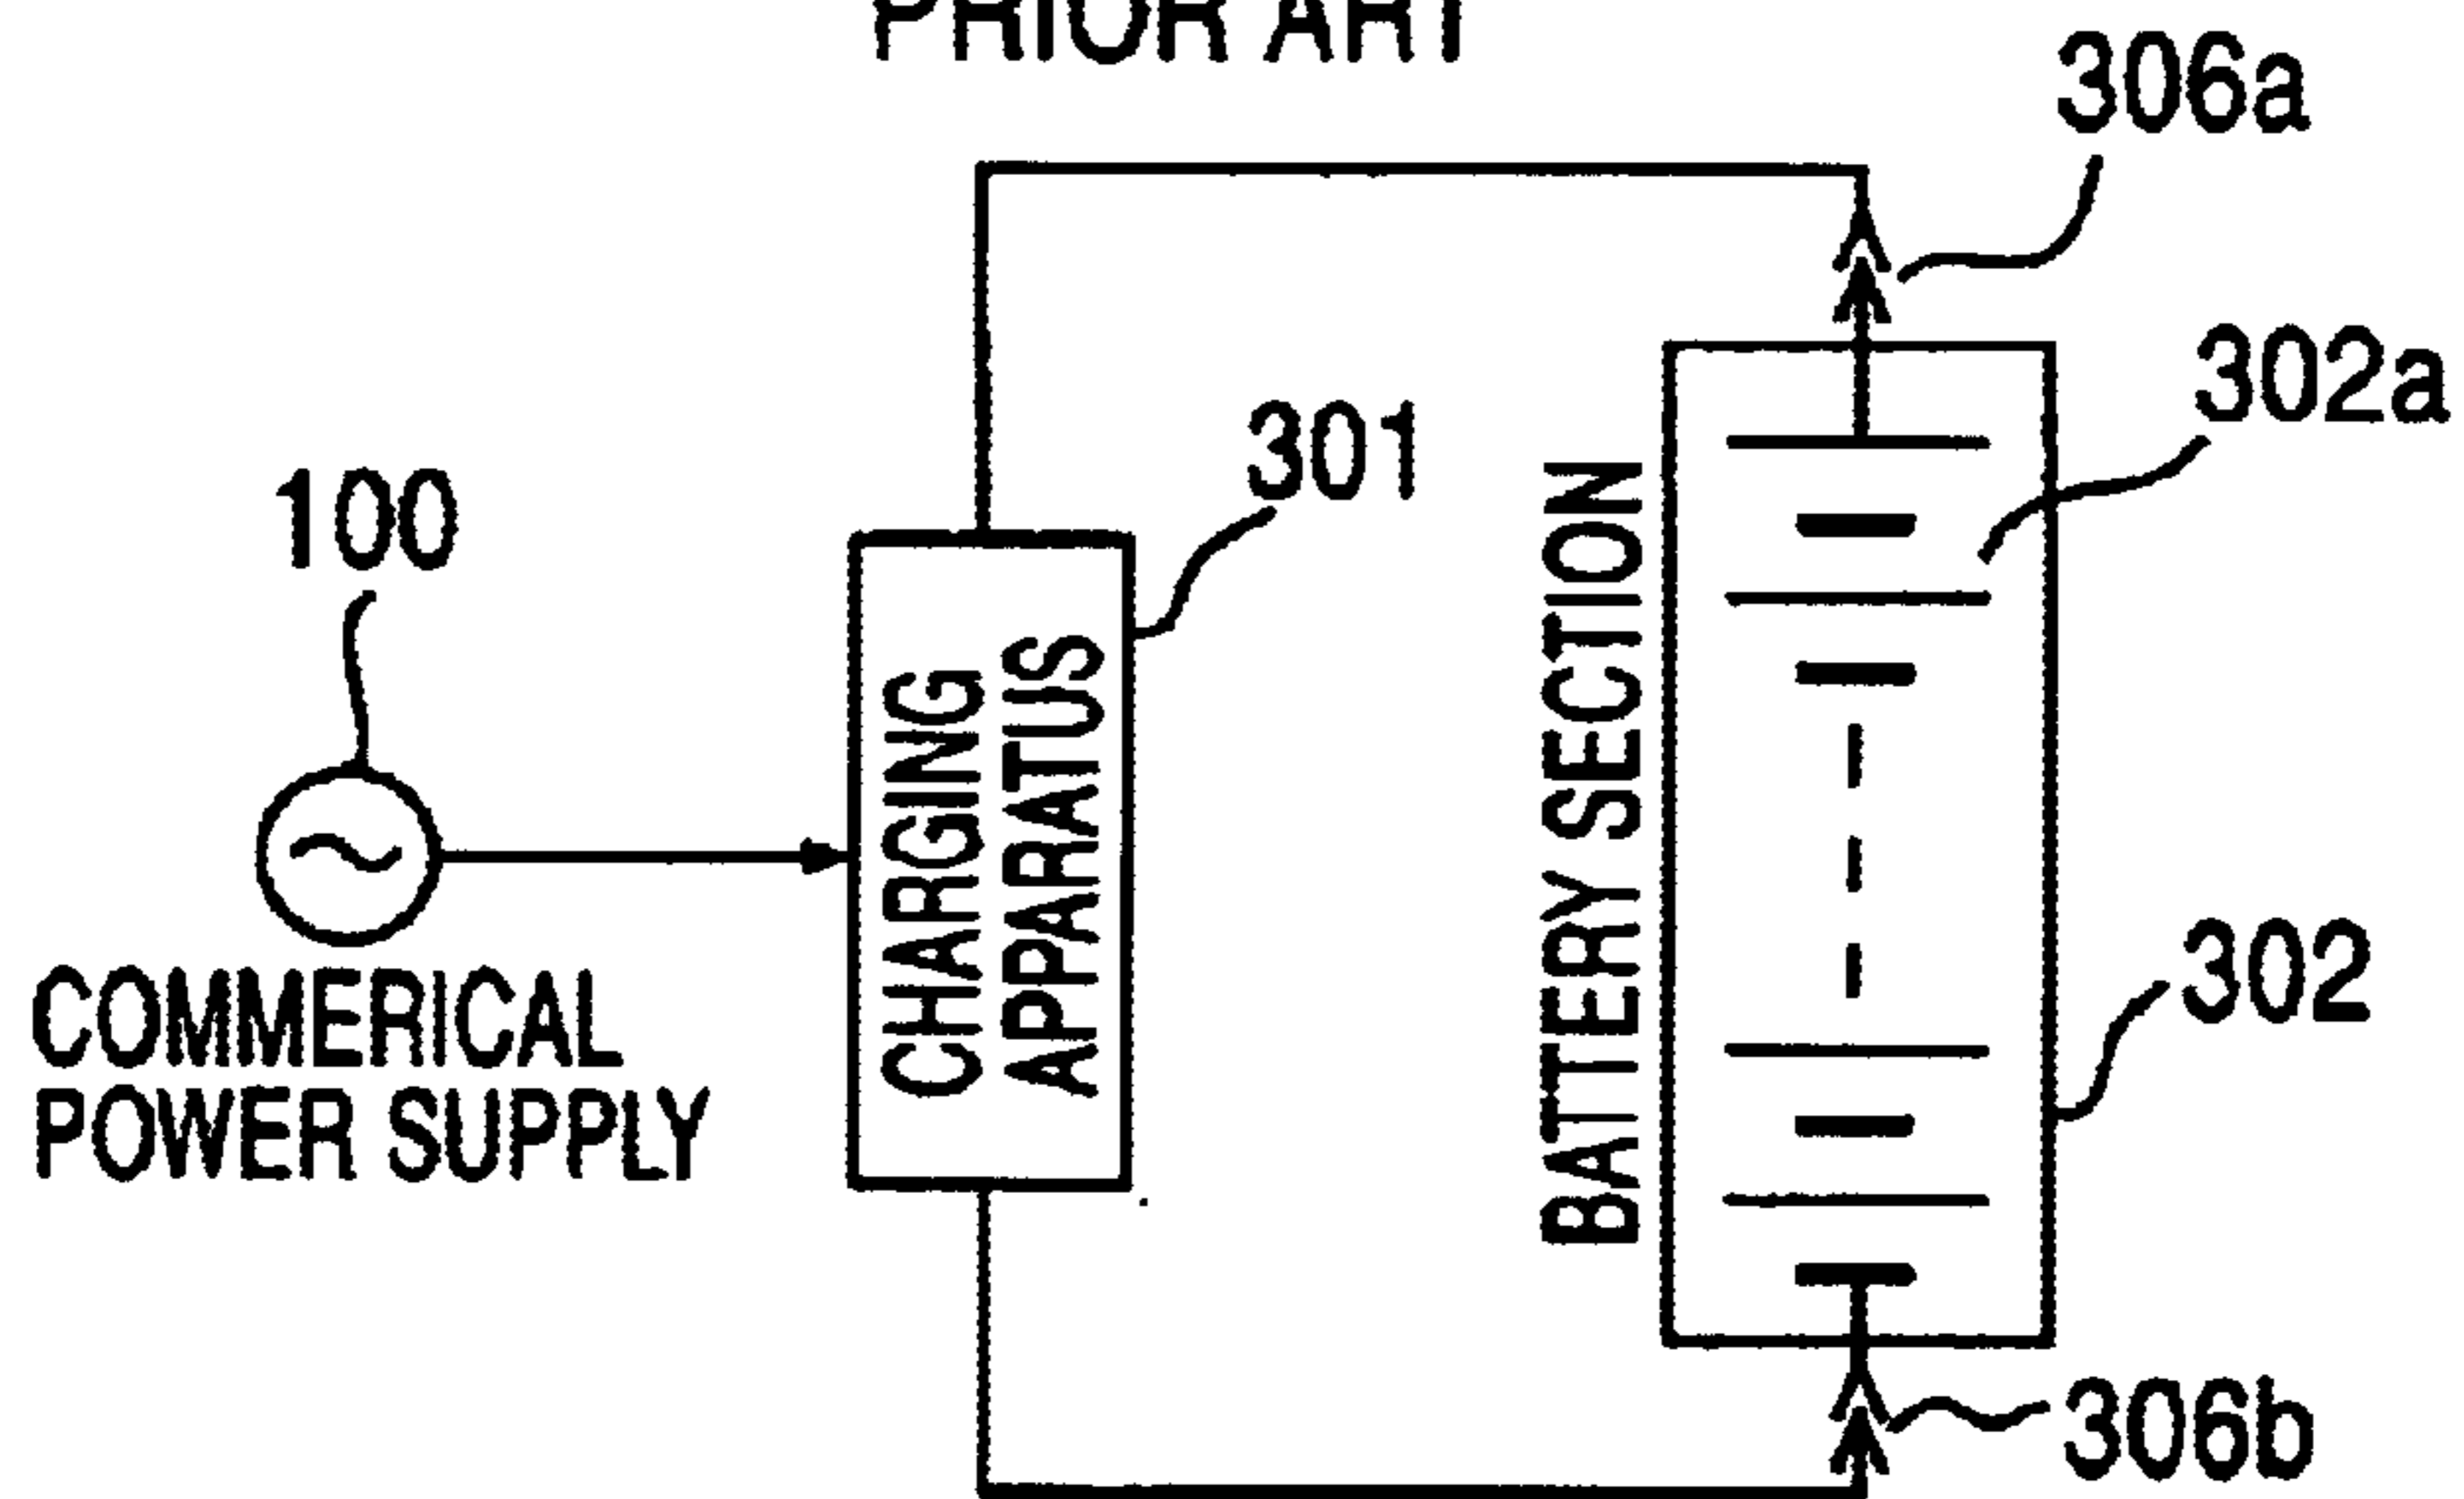 PRIOR ART
306a
302a
301
100
CHARGING
APPARATUS
BATTERY SECTION
302
COMMERICAL
POWER SUPPLY
306b